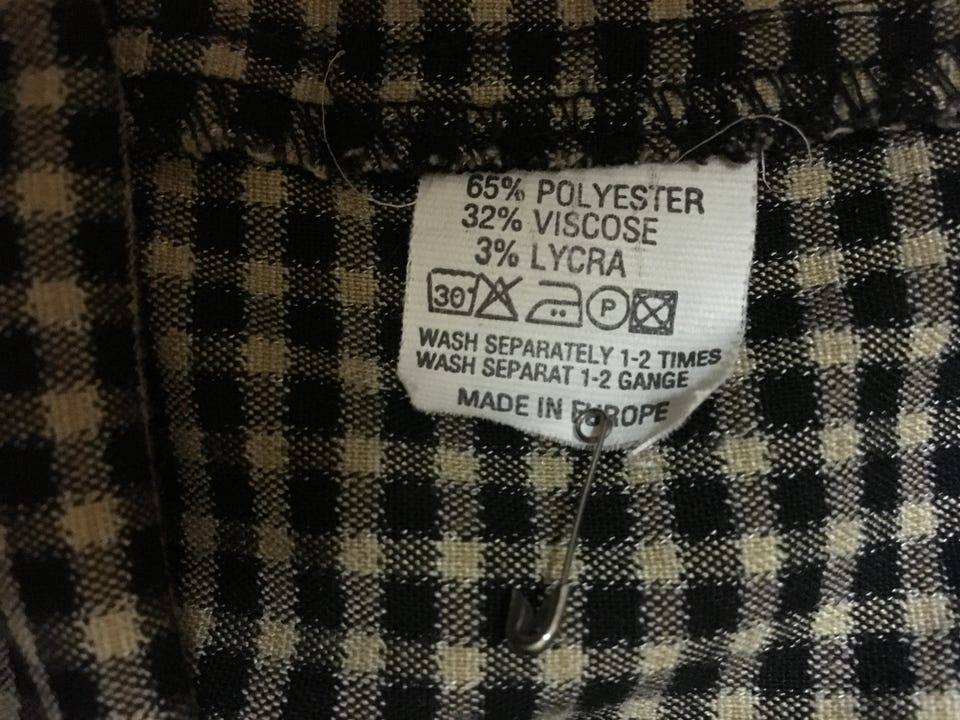 65% POLYESTER
32% VISCOSE
3% LYCRA
30° P
WASH SEPARATELY 1-2 TIMES
WASH SEPARAT 1-2 GANGE
MADE IN EUROPE